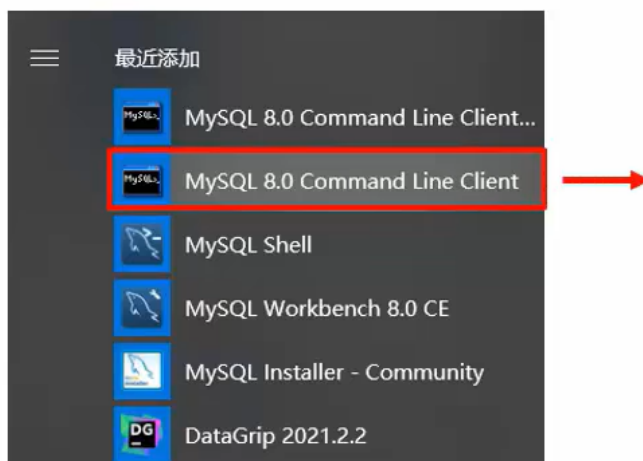 最近添加
MySQL 8.0 Command Line Client...
MySQL 8.0 Command Line Client
MySQL Shell
MySQL Workbench 8.0 CE
MySQL Installer - Community
DG
DataGrip 2021.2.2